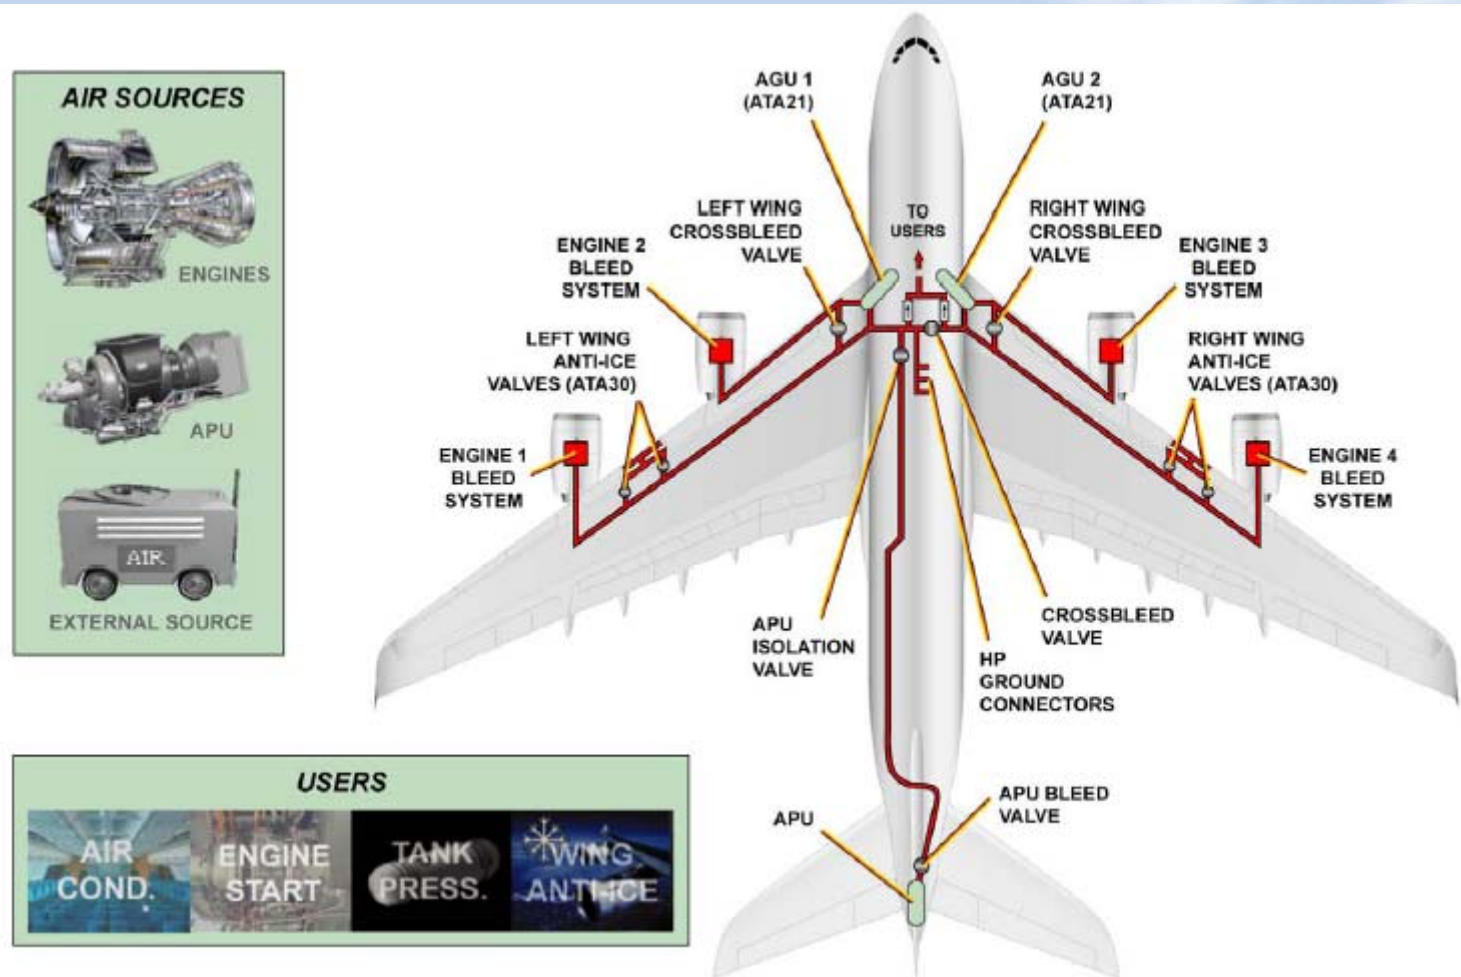 AIR SOURCES
ENGINES
APU
AIR
EXTERNAL SOURCE
AGU 1
(ATA21)
AGU 2
(ATA21)
LEFT WING
CROSSBLEED
VALVE
TO
USERS
RIGHT WING
CROSSBLEED
VALVE
ENGINE 2
BLEED
SYSTEM
ENGINE 3
BLEED
SYSTEM
LEFT WING
ANTI-ICE
VALVES (ATA30)
RIGHT WING
ANTI-ICE
VALVES (ATA30)
ENGINE 1
BLEED
SYSTEM
ENGINE 4
BLEED
SYSTEM
APU
ISOLATION
VALVE
HP
GROUND
CONNECTORS
CROSSBLEED
VALVE
APU
APU BLEED
VALVE
USERS
AIR
COND.
ENGINE
START
TANK
PRESS.
WING
ANTI-ICE